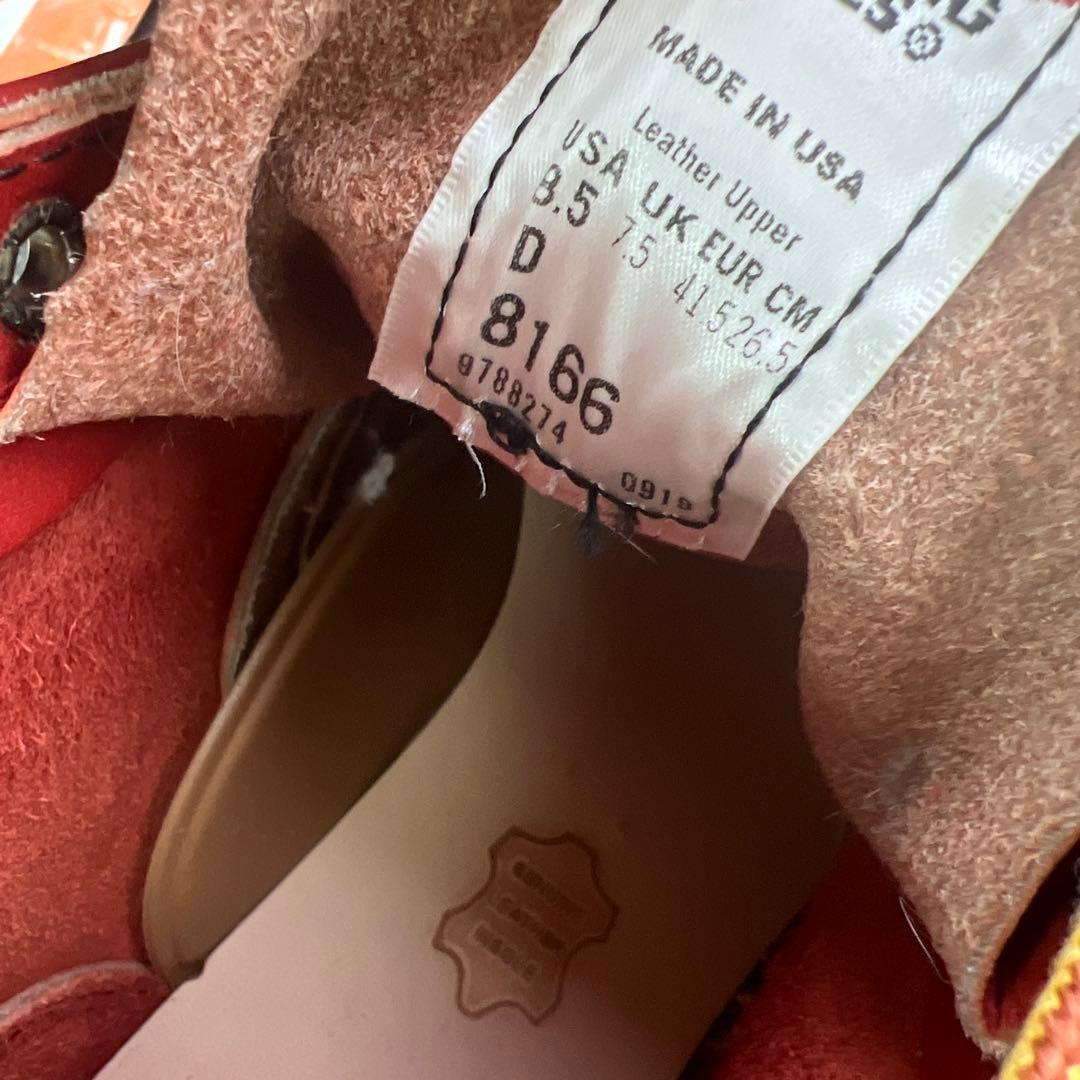 MADE IN USA
Leather Upper
USA UK EUR CM
8.5 7.5 41.5 26.5
D
8166
9788274
0919
GENUINE